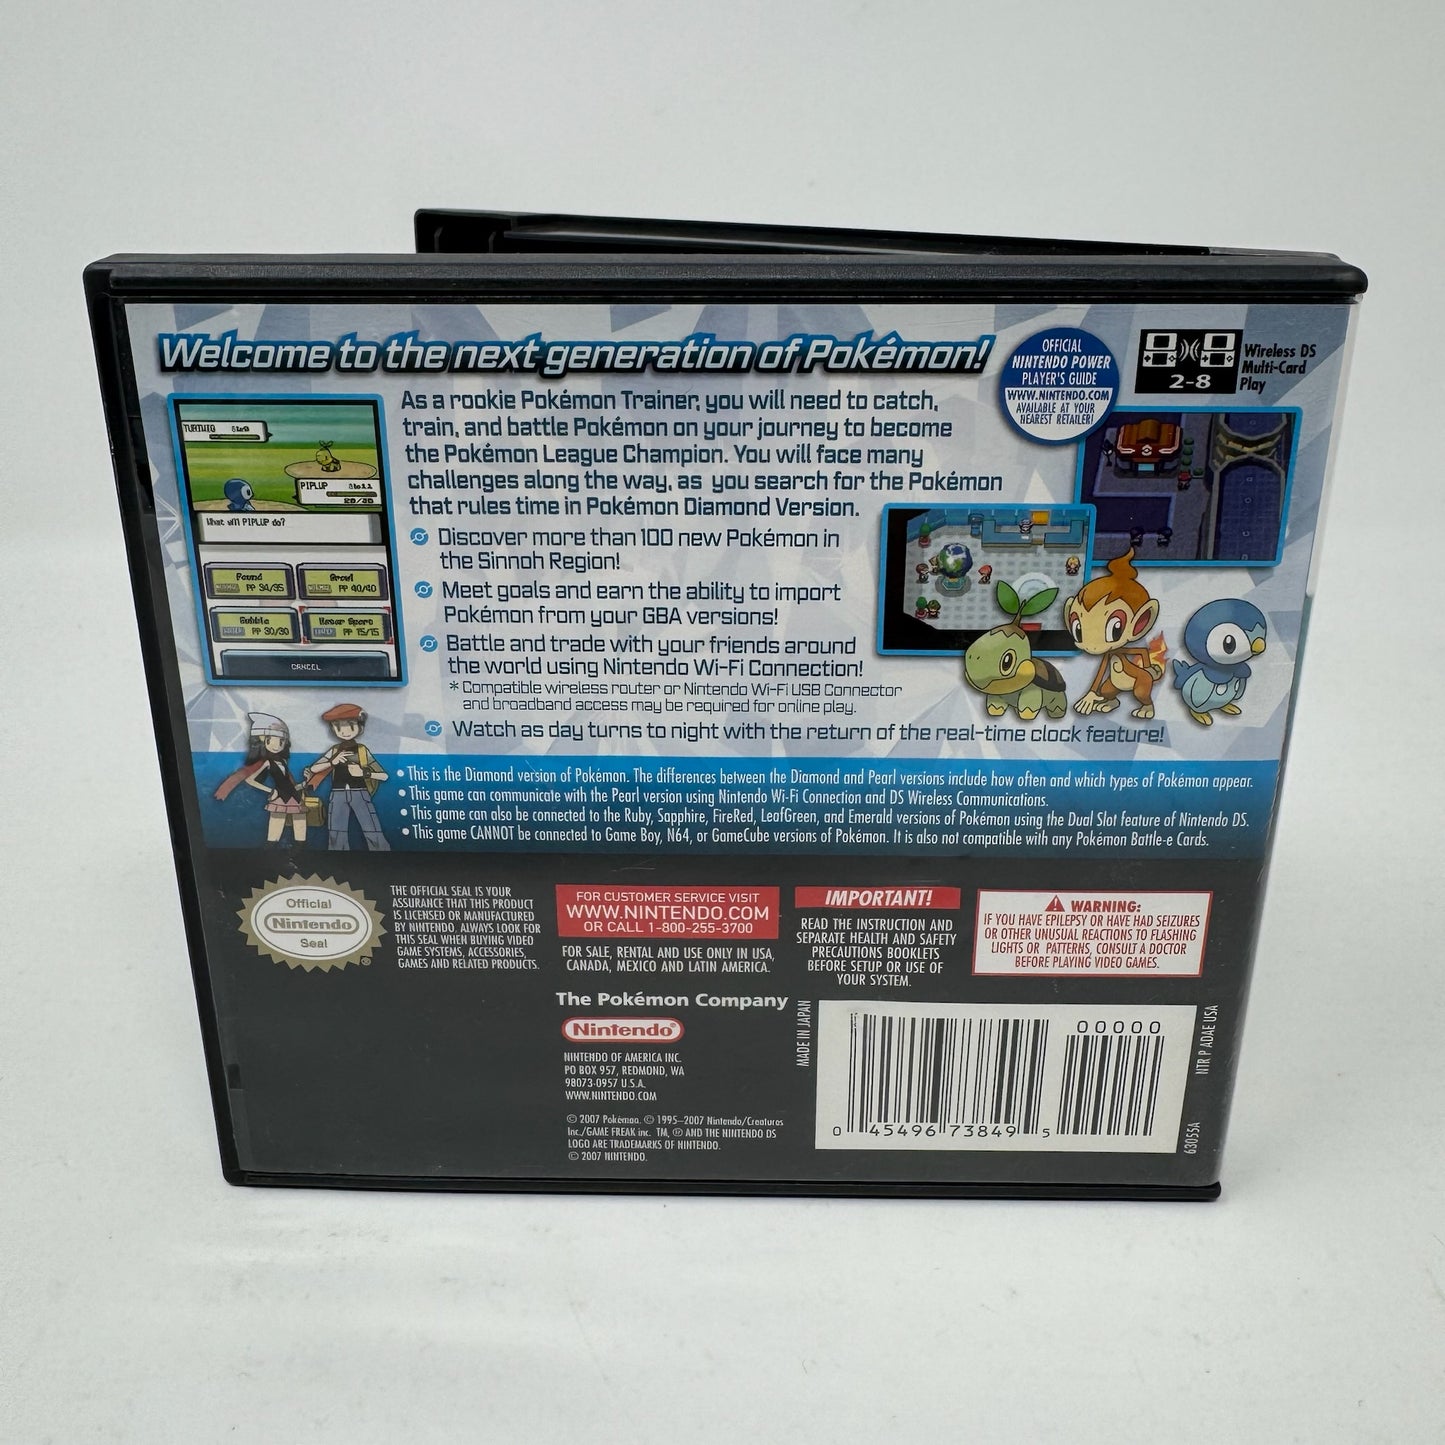 Welcome to the next generation of Pokémon!
As a rookie Pokémon Trainer, you will need to catch,
train, and battle Pokémon on your journey to become
the Pokémon League Champion. You will face many
challenges along the way, as you search for the Pokémon
that rules time in Pokémon Diamond Version.
Discover more than 100 new Pokémon in
the Sinnoh Region!
Meet goals and earn the ability to import
Pokémon from your GBA versions!
Battle and trade with your friends around
the world using Nintendo Wi-Fi Connection!
* Compatible wireless router or Nintendo Wi-Fi USB Connector
and broadband access may be required for online play.
Watch as day turns to night with the return of the real-time clock feature!
OFFICIAL
NINTENDO POWER
PLAYER'S GUIDE
WWW.NINTENDO.COM
AVAILABLE AT YOUR
NEAREST RETAILER!
2-8
Wireless DS
Multi-Card
Play
TURTWIG
PIPLUP
What will PIPLUP do?
Pound
PP 34/35
Growl
PP 40/40
Bubble
PP 30/30
Water Sport
PP 15/15
CANCEL
• This is the Diamond version of Pokémon. The differences between the Diamond and Pearl versions include how often and which types of Pokémon appear.
• This game can communicate with the Pearl version using Nintendo Wi-Fi Connection and DS Wireless Communications.
• This game can also be connected to the Ruby, Sapphire, FireRed, LeafGreen, and Emerald versions of Pokémon using the Dual Slot feature of Nintendo DS.
• This game CANNOT be connected to Game Boy, N64, or GameCube versions of Pokémon. It is also not compatible with any Pokémon Battle-e Cards.
Official
Nintendo
Seal
®
THE OFFICIAL SEAL IS YOUR
ASSURANCE THAT THIS PRODUCT
IS LICENSED OR MANUFACTURED
BY NINTENDO. ALWAYS LOOK FOR
THIS SEAL WHEN BUYING VIDEO
GAME SYSTEMS, ACCESSORIES,
GAMES AND RELATED PRODUCTS.
FOR CUSTOMER SERVICE VISIT
WWW.NINTENDO.COM
OR CALL 1-800-255-3700
FOR SALE, RENTAL AND USE ONLY IN USA,
CANADA, MEXICO AND LATIN AMERICA.
IMPORTANT!
READ THE INSTRUCTION AND
SEPARATE HEALTH AND SAFETY
PRECAUTIONS BOOKLETS
BEFORE SETUP OR USE OF
YOUR SYSTEM.
WARNING:
IF YOU HAVE EPILEPSY OR HAVE HAD SEIZURES
OR OTHER UNUSUAL REACTIONS TO FLASHING
LIGHTS OR PATTERNS, CONSULT A DOCTOR
BEFORE PLAYING VIDEO GAMES.
The Pokémon Company
Nintendo®
NINTENDO OF AMERICA INC.
PO BOX 957, REDMOND, WA
98073-0957 U.S.A.
WWW.NINTENDO.COM
© 2007 Pokémon. © 1995–2007 Nintendo/Creatures
Inc./GAME FREAK inc. TM, ® AND THE NINTENDO DS
LOGO ARE TRADEMARKS OF NINTENDO.
© 2007 NINTENDO.
MADE IN JAPAN
00000
0 45496 73849 5
NTR P ADAE USA
63055A